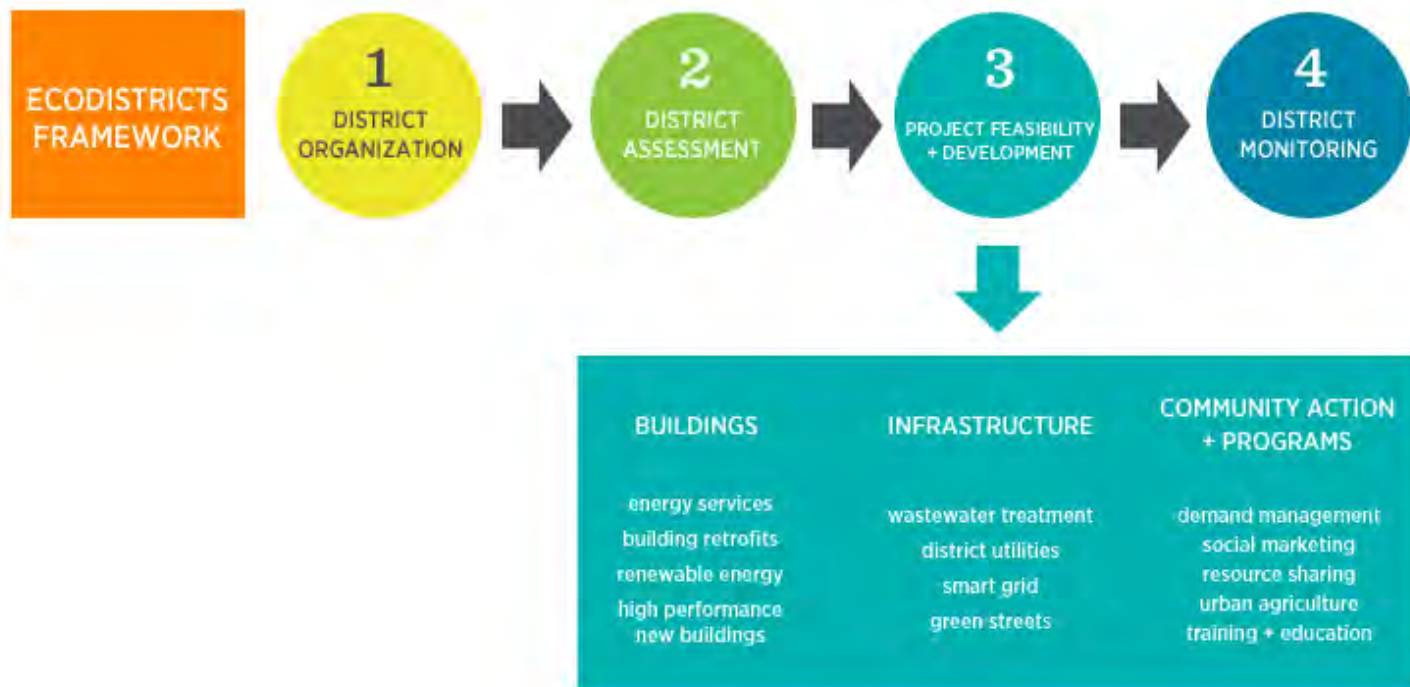 ECODISTRICTS
FRAMEWORK
1
DISTRICT
ORGANIZATION
2
DISTRICT
ASSESSMENT
3
PROJECT FEASIBILITY
+ DEVELOPMENT
4
DISTRICT
MONITORING
BUILDINGS
energy services
building retrofits
renewable energy
high performance
new buildings
INFRASTRUCTURE
wastewater treatment
district utilities
smart grid
green streets
COMMUNITY ACTION
+ PROGRAMS
demand management
social marketing
resource sharing
urban agriculture
training + education